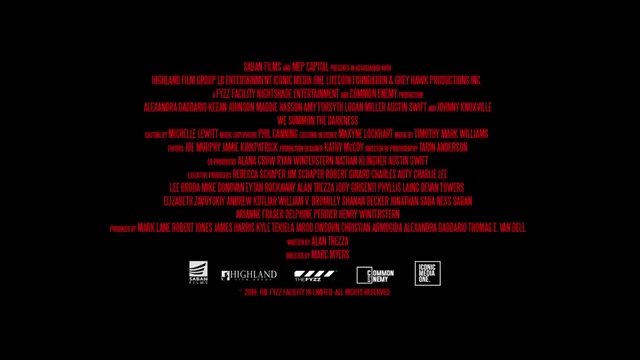 SABAN FILMS AND MEP CAPITAL PRESENTS IN ASSOCIATION WITH
HIGHLAND FILM GROUP LB ENTERTAINMENT ICONIC MEDIA ONE LITECOIN FOUNDATION & GREY HAWK PRODUCTIONS INC
A FYZZ FACILITY NIGHTSHADE ENTERTAINMENT AND COMMON ENEMY PRODUCTION
ALEXANDRA DADDARIO KEEAN JOHNSON MADDIE HASSON AMY FORSYTH LOGAN MILLER AUSTIN SWIFT AND JOHNNY KNOXVILLE
WE SUMMON THE DARKNESS
CASTING BY MICHELLE LEWITT MUSIC SUPERVISOR PHIL CANNING COSTUME DESIGNER MAXYNE LOCKHART MUSIC BY TIMOTHY MARK WILLIAMS
EDITORS JOE MURPHY JAMIE KIRKPATRICK PRODUCTION DESIGNER KATHY McCOY DIRECTOR OF PHOTOGRAPHY TARIN ANDERSON
CO-PRODUCERS ALANA CROW RYAN WINTERSTERN NATHAN KLINGHER AUSTIN SWIFT
EXECUTIVE PRODUCERS REBECCA SCHAPER JIM SCHAPER ROBERT GIRARD CHARLES AUTY CHARLIE LEE
LEE BRODA MIKE DONOVAN EYTAN ROCKAWAY ALAN TREZZA JODY GIRGENTI PHYLLIS LAING DEVAN TOWERS
ELIZABETH ZAVOYSKIY ANDREW KOTLIAR WILLIAM V. BROMILEY SHANAN BECKER JONATHAN SABA NESS SABAN
ARIANNE FRASER DELPHINE PERRIER HENRY WINTERSTERN
PRODUCED BY MARK LANE ROBERT JONES JAMES HARRIS KYLE TEKIELA JAROD EINSOHN CHRISTIAN ARMOGIDA ALEXANDRA DADDARIO THOMAS E. VAN DELL
WRITTEN BY ALAN TREZZA
DIRECTED BY MARC MEYERS
SABAN FILMS HIGHLAND FILM GROUP THEFYZZ COMMON ENEMY ICONIC MEDIA ONE.
THE FYZZ FACILITY LIMITED. ALL RIGHTS RESERVED